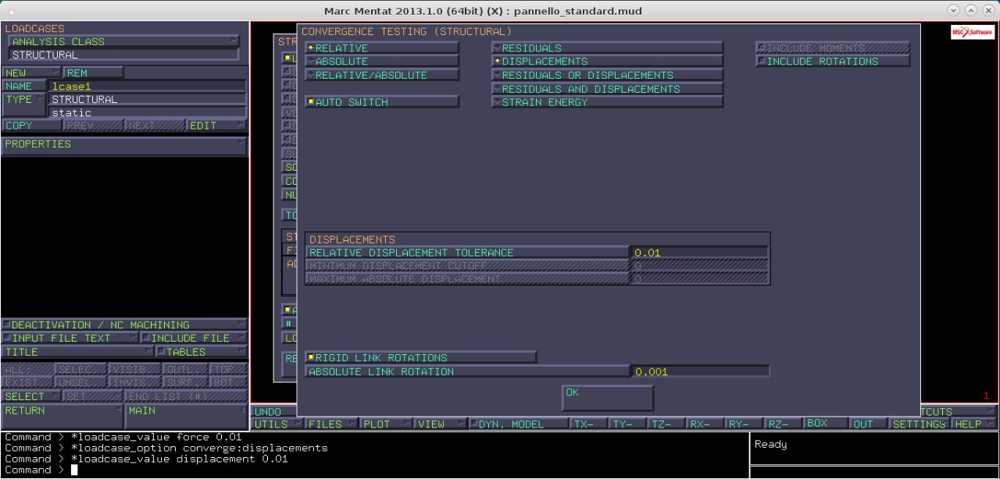 Marc Mentat 2013.1.0 (64bit) (X) : pannello_standard.mud
LOADCASES
ANALYSIS CLASS
STRUCTURAL
NEW REM
NAME lcase1
TYPE STRUCTURAL
static
COPY PREV NEXT EDIT
PROPERTIES
DEACTIVATION / NC MACHINING
INPUT FILE TEXT INCLUDE FILE
TITLE TABLES
ALL: SELEC. VISIB. OUTL. TOP
EXIST. UNSEL. INVIS. SURF. BOT.
SELECT SET END LIST (#)
RETURN MAIN
STR
SO
CO
NU
TO
ST
F
AD
#
LO
RE
CONVERGENCE TESTING (STRUCTURAL)
RELATIVE RESIDUALS INCLUDE MOMENTS
ABSOLUTE DISPLACEMENTS INCLUDE ROTATIONS
RELATIVE/ABSOLUTE RESIDUALS OR DISPLACEMENTS
RESIDUALS AND DISPLACEMENTS
AUTO SWITCH STRAIN ENERGY
DISPLACEMENTS
RELATIVE DISPLACEMENT TOLERANCE 0.01
MINIMUM DISPLACEMENT CUTOFF 0
MAXIMUM ABSOLUTE DISPLACEMENT 0
RIGID LINK ROTATIONS
ABSOLUTE LINK ROTATION 0.001
OK
MSC Software
1
UNDO TCUTS
UTILS FILES PLOT VIEW DYN. MODEL TX- TY- TZ- RX- RY- RZ- BOX OUT SETTINGS HELP
Command > *loadcase_value force 0.01
Command > *loadcase_option converge:displacements
Command > *loadcase_value displacement 0.01
Command >
Ready